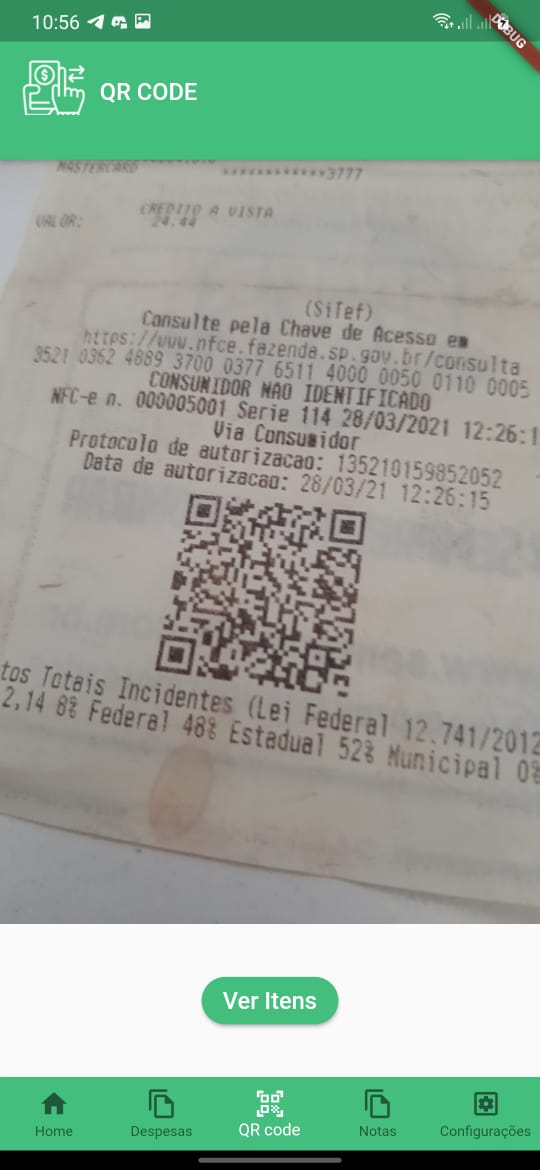 10:56
DEBUG
QR CODE
MASTERCARD ************3777
CREDITO A VISTA
VALOR: 24.44
(SiTef)
Consulte pela Chave de Acesso em
https://www.nfce.fazenda.sp.gov.br/consulta
3521 0362 4889 3700 0377 6511 4000 0050 0110 0005
CONSUMIDOR NAO IDENTIFICADO
NFC-e n. 000005001 Serie 114 28/03/2021 12:26:1
Via Consumidor
Protocolo de autorizacao: 135210159852052
Data de autorizacao: 28/03/21 12:26:15
tos Totais Incidentes (Lei Federal 12.741/2012
2,14 8% Federal 48% Estadual 52% Municipal 0%
Ver Itens
Home
Despesas
QR code
Notas
Configurações